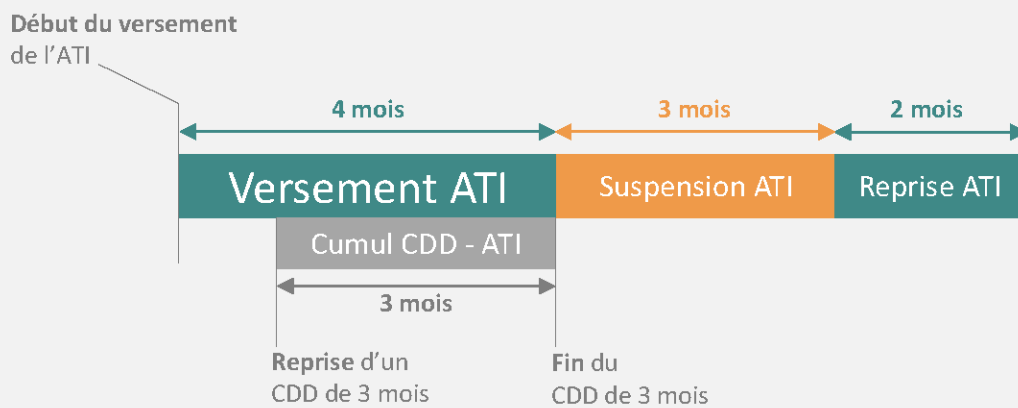 Début du versement
de l'ATI
4 mois
3 mois
2 mois
Versement ATI
Suspension ATI
Reprise ATI
Cumul CDD - ATI
3 mois
Reprise d'un
CDD de 3 mois
Fin du
CDD de 3 mois